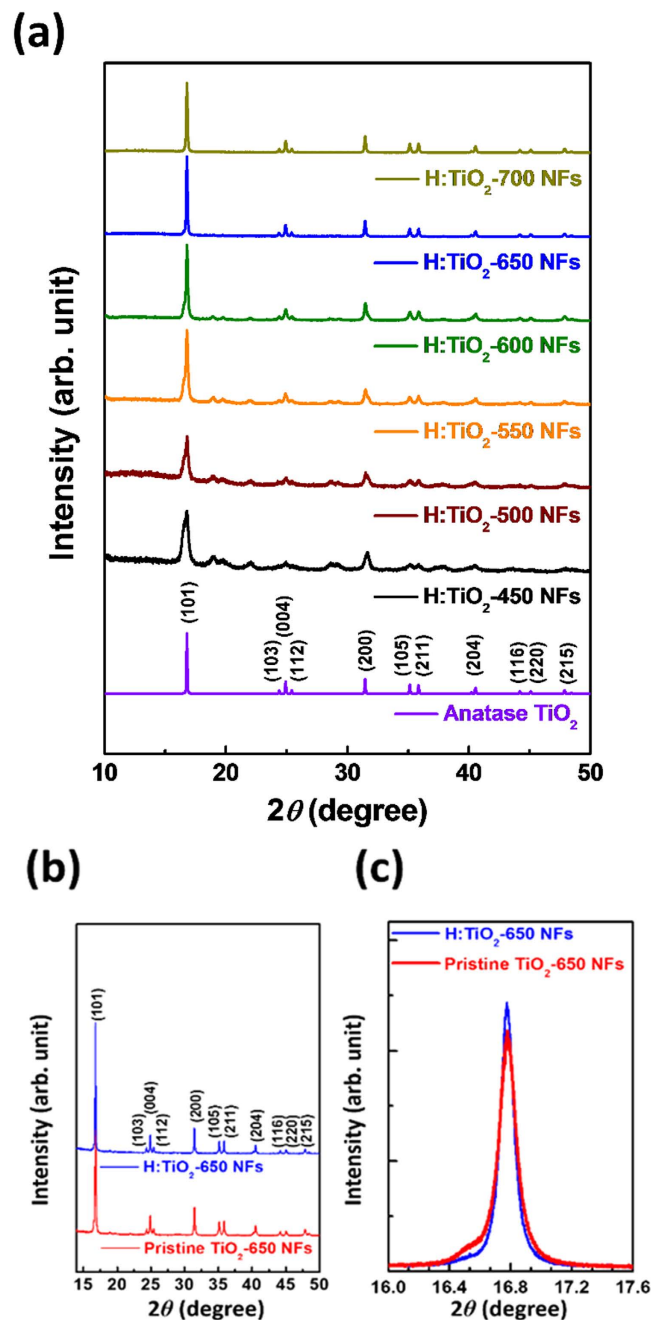 (a)
Intensity (arb. unit)
H:TiO₂-700 NFs
H:TiO₂-650 NFs
H:TiO₂-600 NFs
H:TiO₂-550 NFs
H:TiO₂-500 NFs
H:TiO₂-450 NFs
(101)
(103)
(004)
(112)
(200)
(105)
(211)
(204)
(116)
(220)
(215)
Anatase TiO₂
10 20 30 40 50
2θ (degree)
(b)
Intensity (arb. unit)
(101)
(103)
(004)
(112)
(200)
(105)
(211)
(204)
(116)
(220)
(215)
H:TiO₂-650 NFs
Pristine TiO₂-650 NFs
15 20 25 30 35 40 45 50
2θ (degree)
(c)
Intensity (arb. unit)
H:TiO₂-650 NFs
Pristine TiO₂-650 NFs
16.0 16.4 16.8 17.2 17.6
2θ (degree)